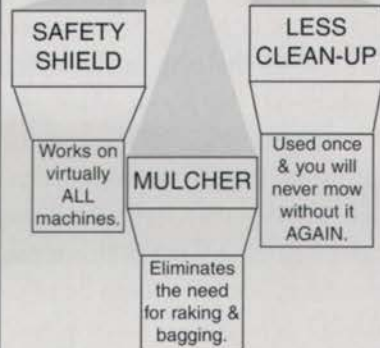 SAFETY
SHIELD
Works on
virtually
ALL
machines.
MULCHER
Eliminates
the need
for raking &
bagging.
LESS
CLEAN-UP
Used once
& you will
never mow
without it
AGAIN.